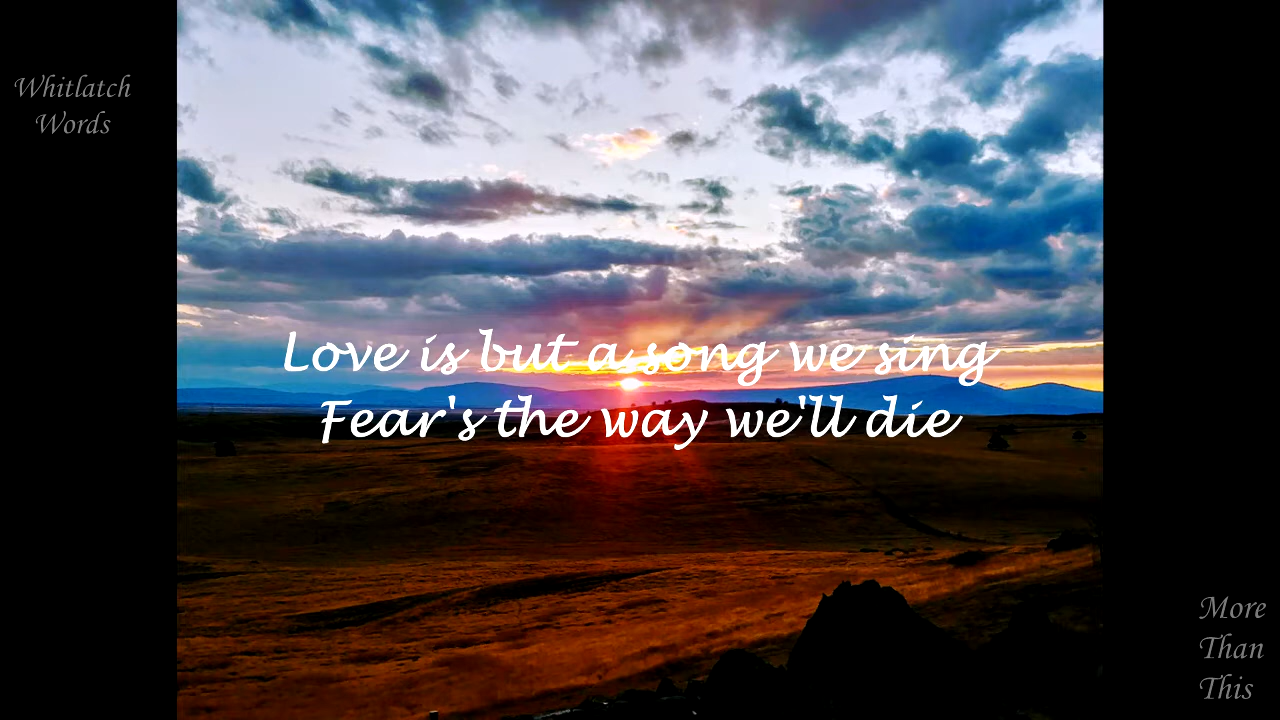 Whitlatch
Words
Love is but a song we sing
Fear's the way we'll die
More
Than
This